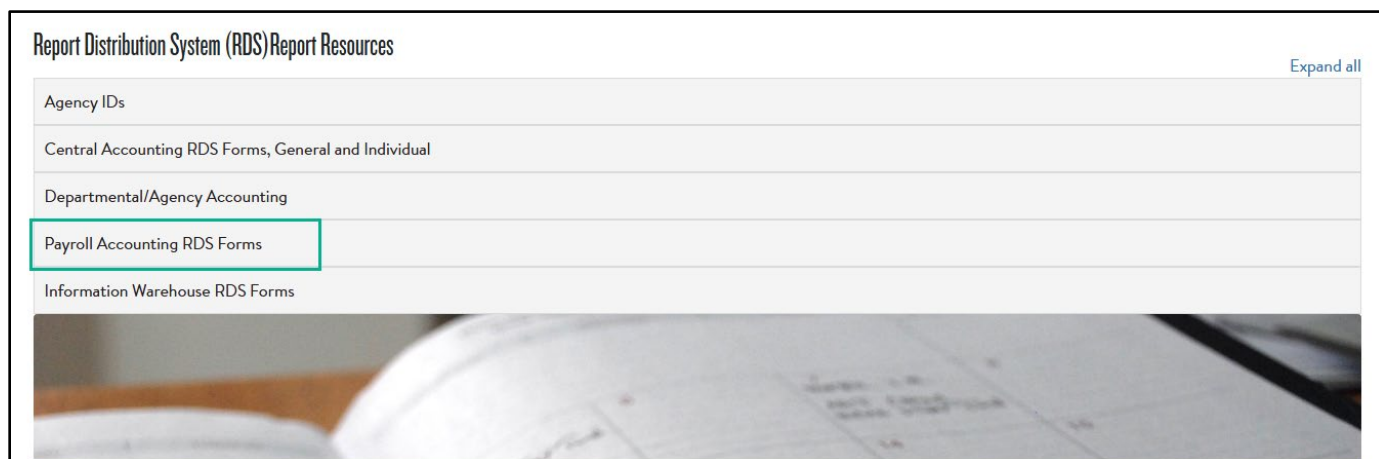 Report Distribution System (RDS)Report Resources
Expand all
Agency IDs
Central Accounting RDS Forms, General and Individual
Departmental/Agency Accounting
Payroll Accounting RDS Forms
Information Warehouse RDS Forms